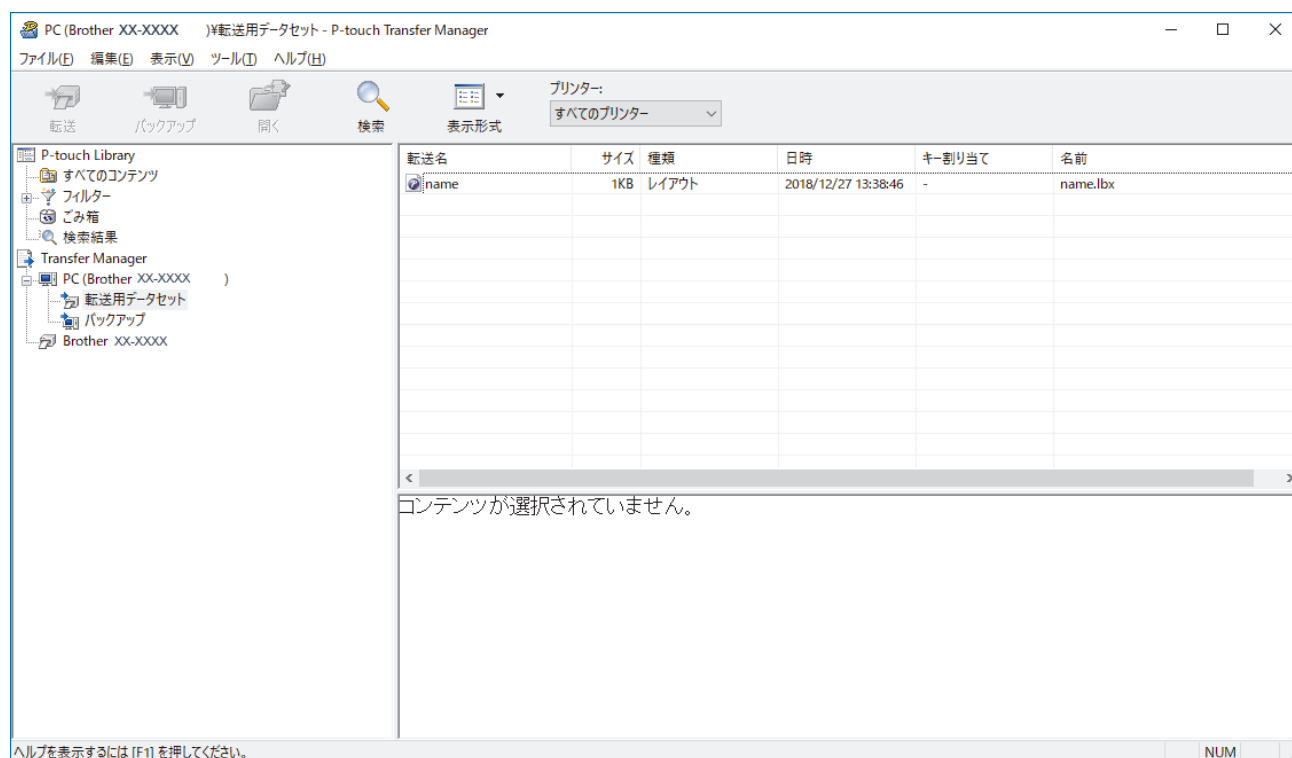 PC (Brother XX-XXXX )¥転送用データセット - P-touch Transfer Manager
ファイル(F) 編集(E) 表示(V) ツール(T) ヘルプ(H)
転送 バックアップ 開く 検索 表示形式 プリンター: すべてのプリンター
P-touch Library
すべてのコンテンツ
フィルター
ごみ箱
検索結果
Transfer Manager
PC (Brother XX-XXXX )
転送用データセット
バックアップ
Brother XX-XXXX
転送名 サイズ 種類 日時 キー割り当て 名前
name 1KB レイアウト 2018/12/27 13:38:46 - name.lbx
コンテンツが選択されていません。
ヘルプを表示するには [F1] を押してください。 NUM